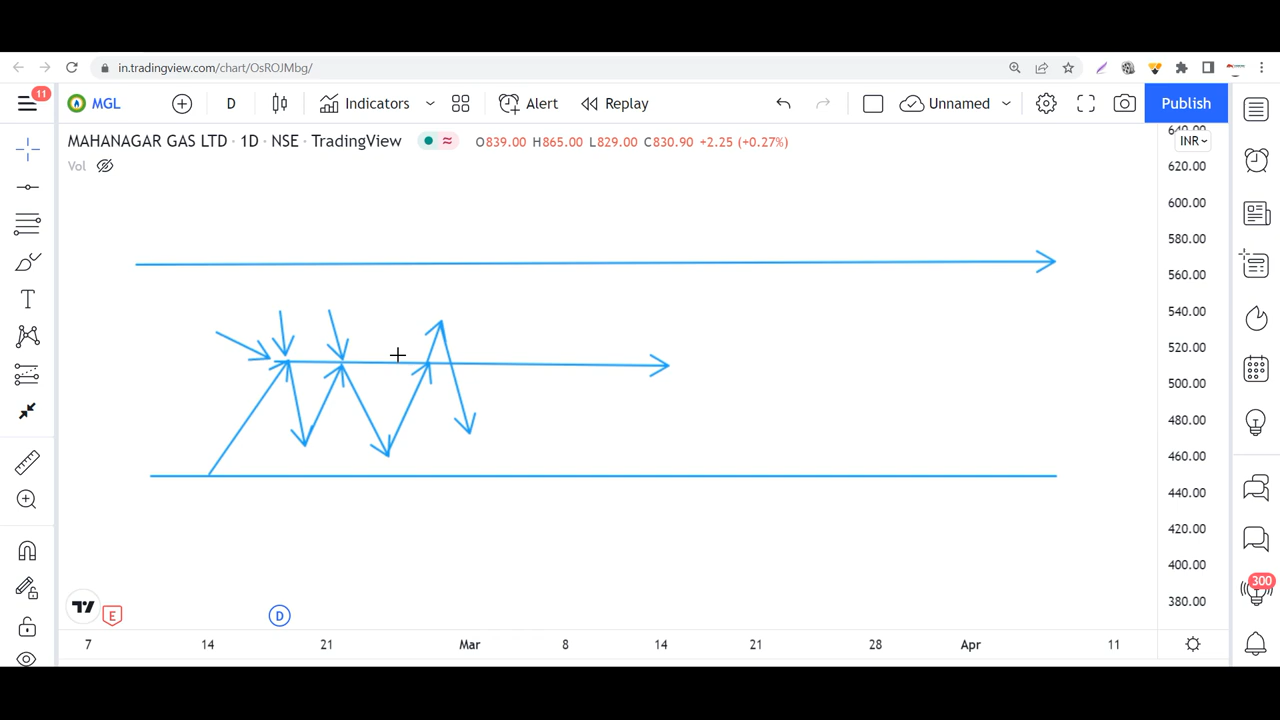 in.tradingview.com/chart/OsROJMbg/
11
MGL D Indicators Alert Replay Unnamed Publish
MAHANAGAR GAS LTD · 1D · NSE · TradingView O839.00 H865.00 L829.00 C830.90 +2.25 (+0.27%)
Vol
INR
640.00
620.00
600.00
580.00
560.00
540.00
520.00
500.00
480.00
460.00
440.00
420.00
400.00
380.00
300
E D
7 14 21 Mar 8 14 21 28 Apr 11